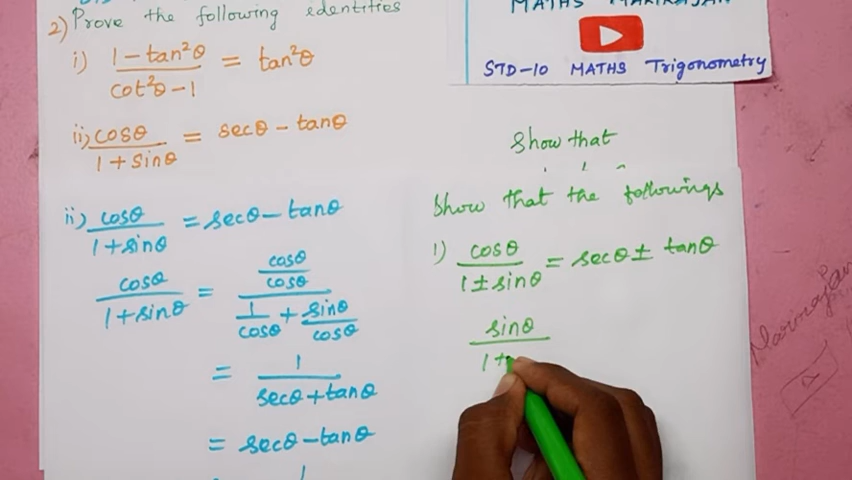 2) Prove the following identities
i) 1 - tan²θ / cot²θ - 1 = tan²θ
ii) cosθ / 1 + sinθ = secθ - tanθ
ii) cosθ / 1 + sinθ = secθ - tanθ
cosθ / 1 + sinθ = cosθ/cosθ / 1/cosθ + sinθ/cosθ
= 1 / secθ + tanθ
= secθ - tanθ
1
MATHS
STD-10 MATHS Trigonometry
Show that
Show that the followings
1) cosθ / 1 ± sinθ = secθ ± tanθ
sinθ / 1 +